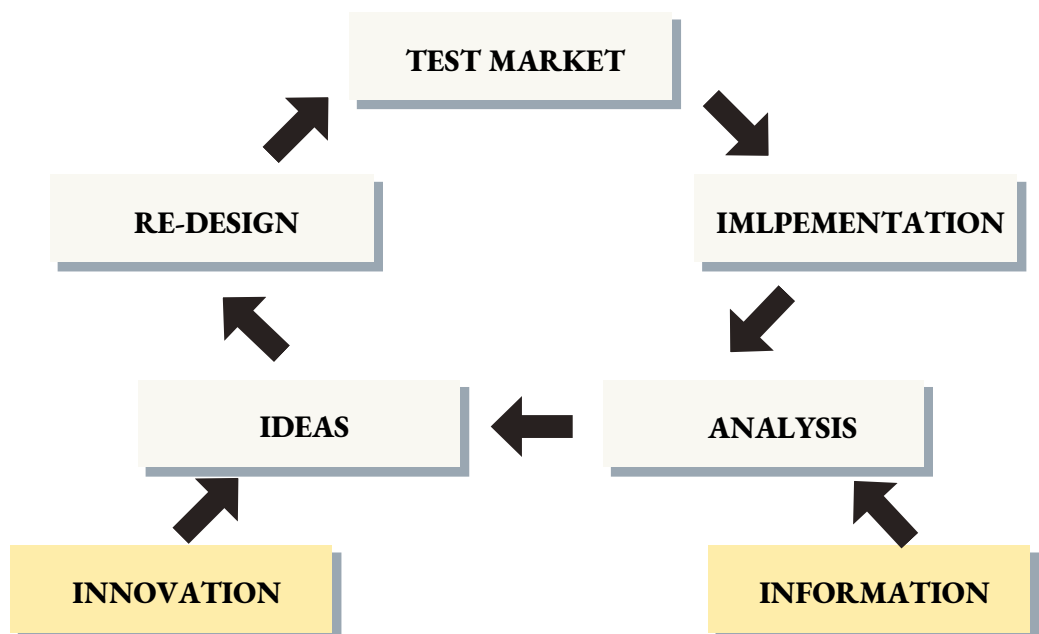 TEST MARKET
RE-DESIGN
IMLPEMENTATION
IDEAS
ANALYSIS
INNOVATION
INFORMATION